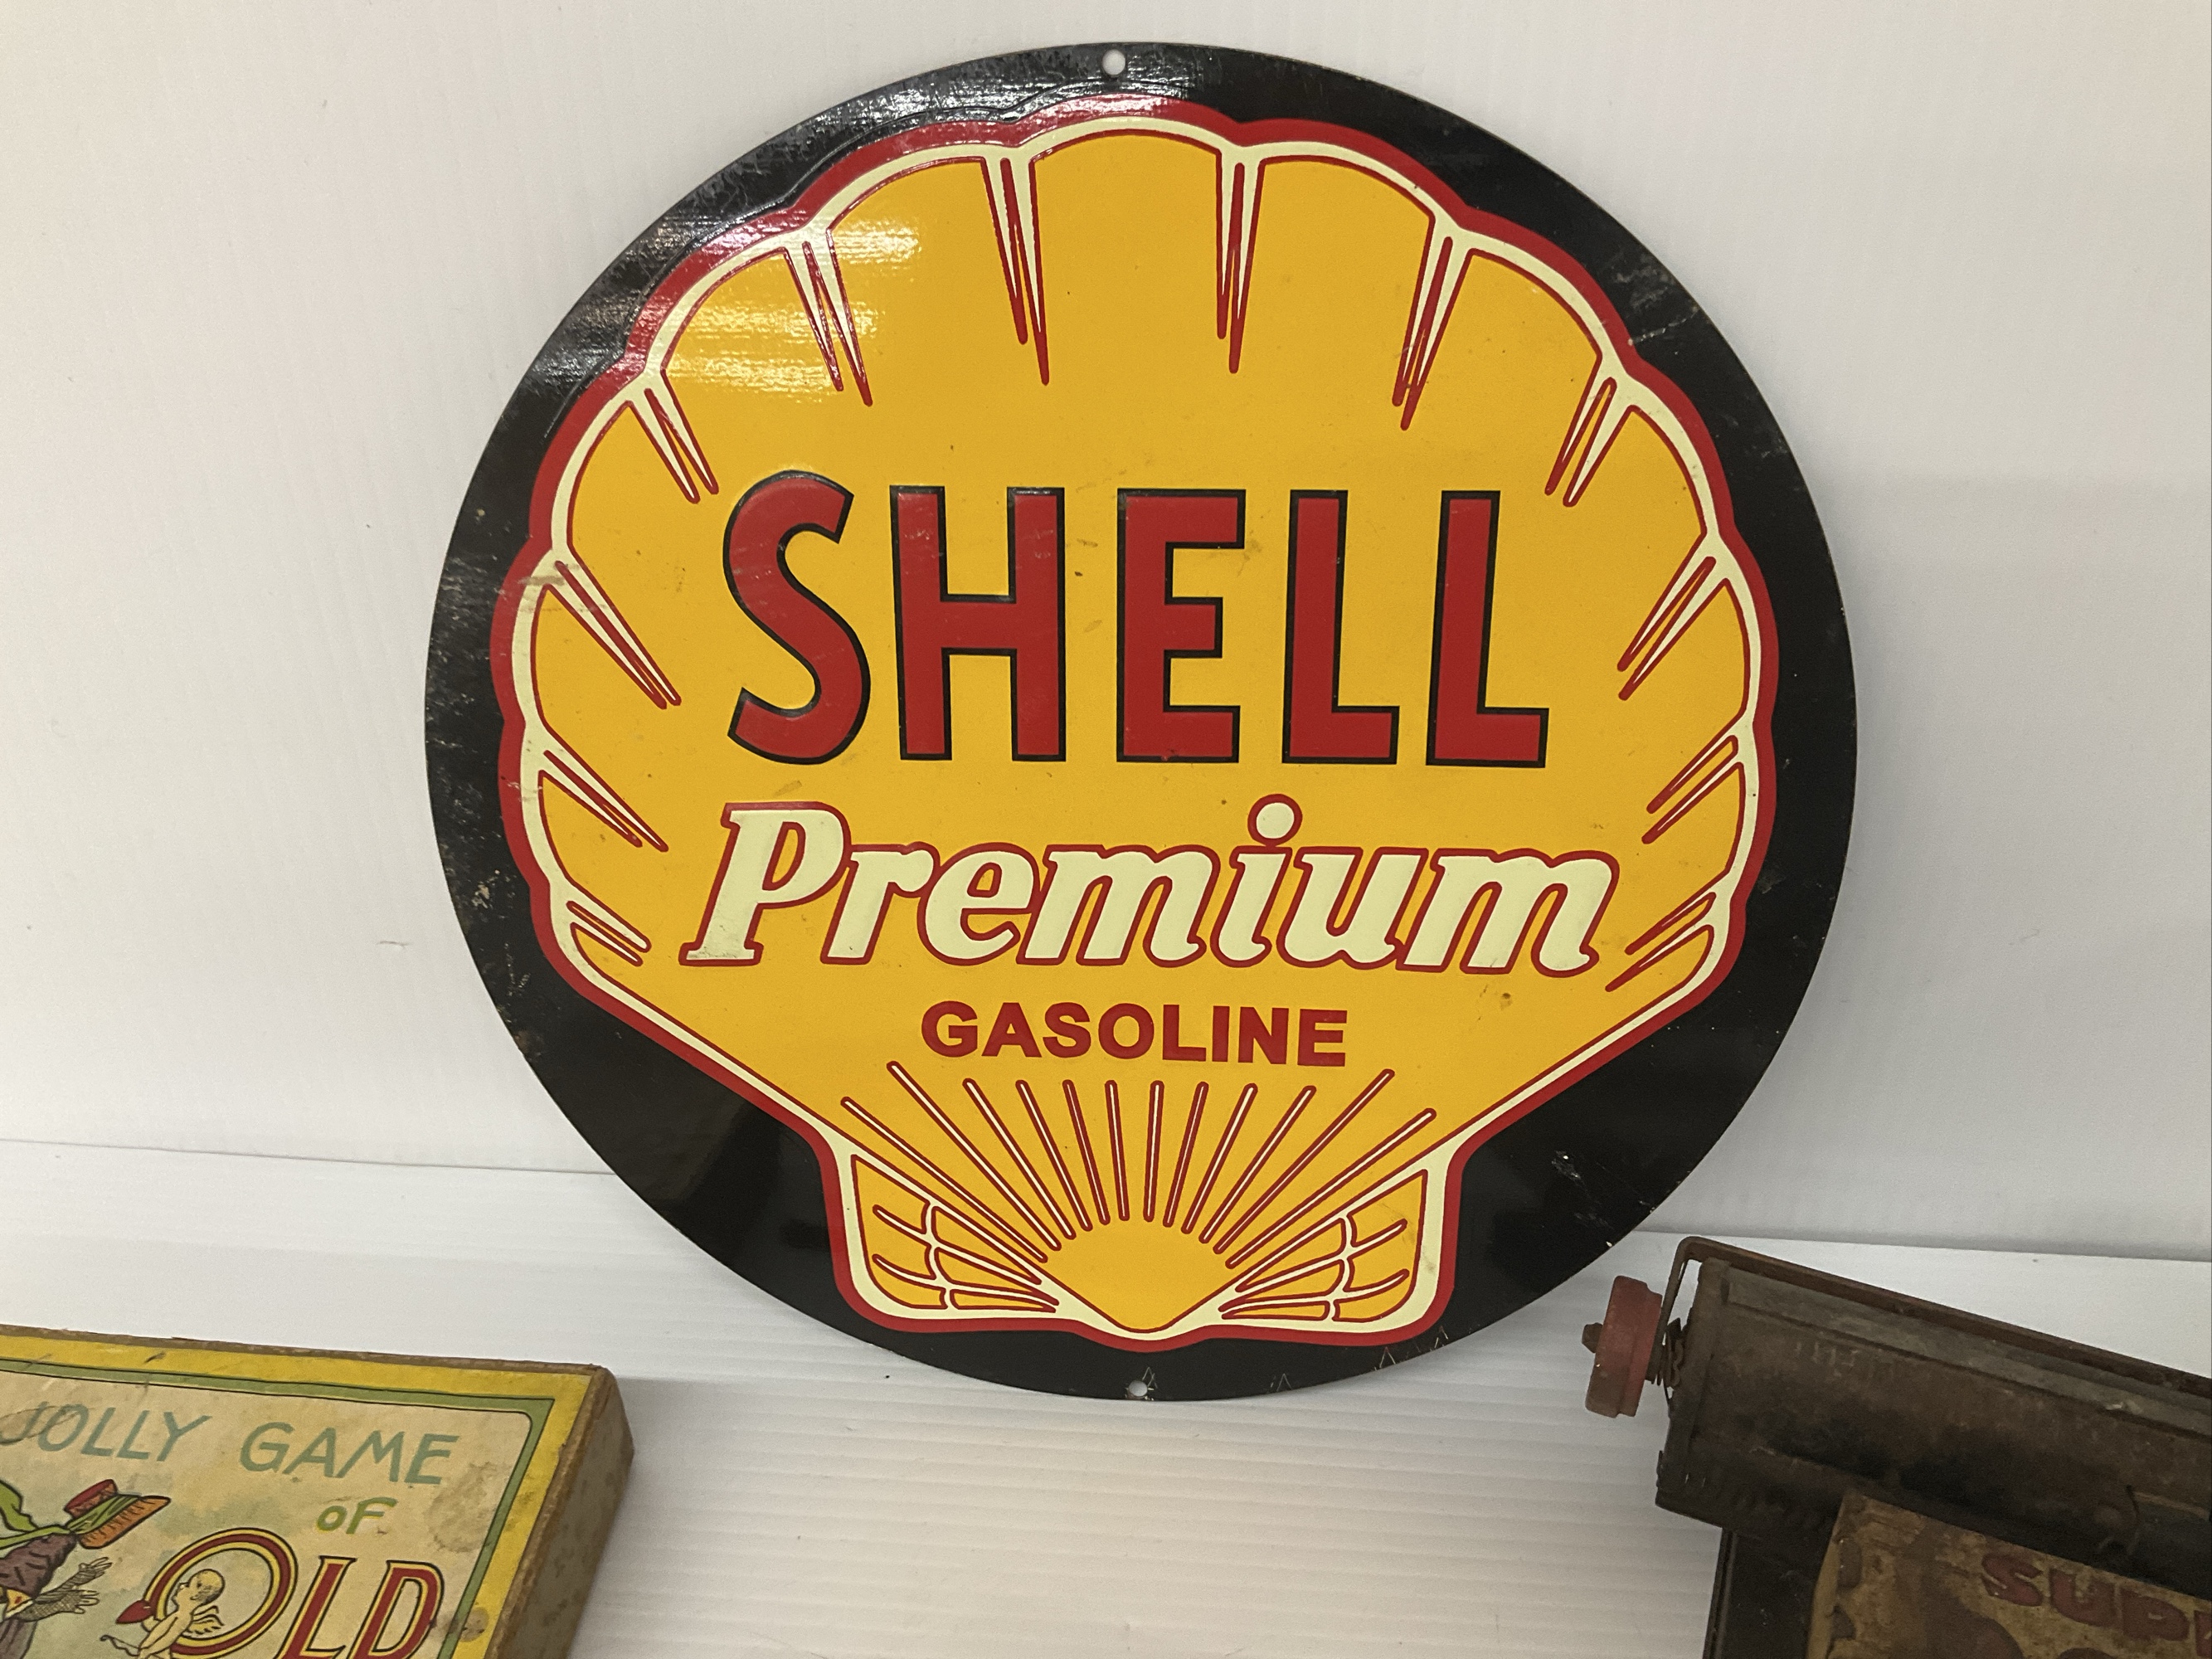 SHELL
Premium
GASOLINE
JOLLY GAME
OF
OLD